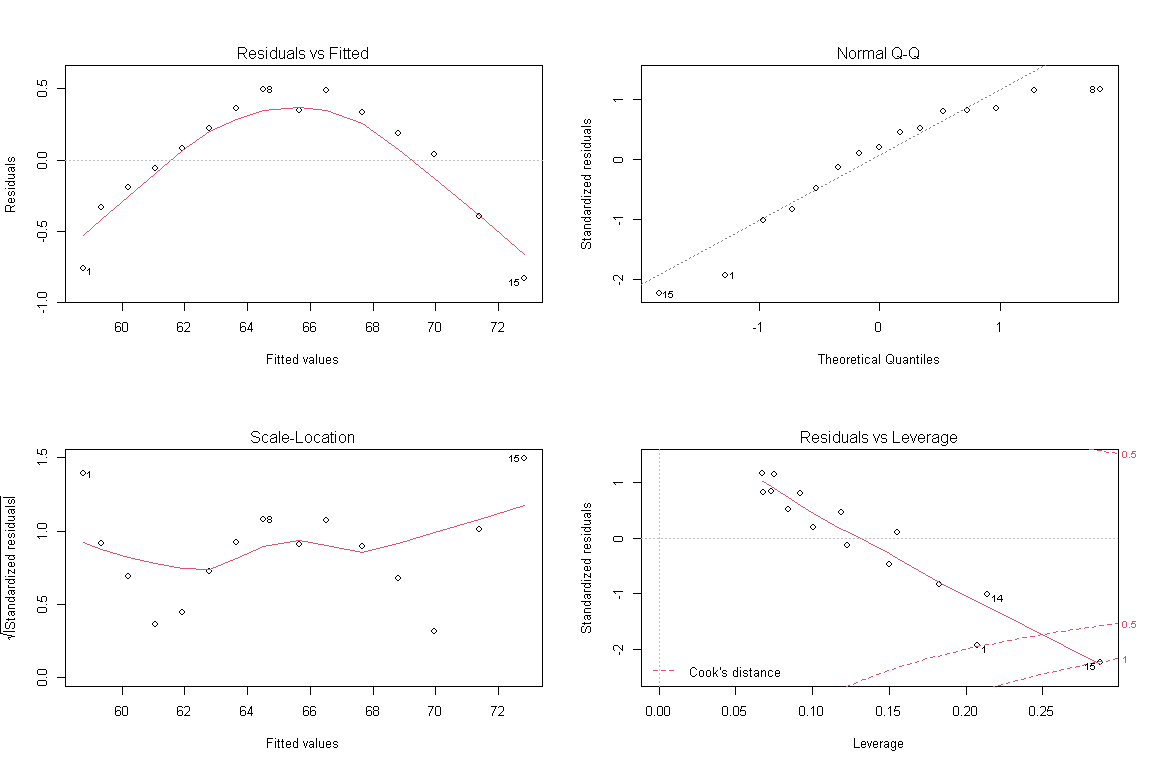 Residuals vs Fitted
Residuals
-1.0 -0.5 0.0 0.5
60 62 64 66 68 70 72
Fitted values
8
1
15
Normal Q-Q
Standardized residuals
-2 -1 0 1
-1 0 1
Theoretical Quantiles
8
1
15
Scale-Location
√|Standardized residuals|
0.0 0.5 1.0 1.5
60 62 64 66 68 70 72
Fitted values
15
1
8
Residuals vs Leverage
Standardized residuals
-2 -1 0 1
0.00 0.05 0.10 0.15 0.20 0.25
Leverage
0.5
0.5
1
14
1
15
Cook's distance